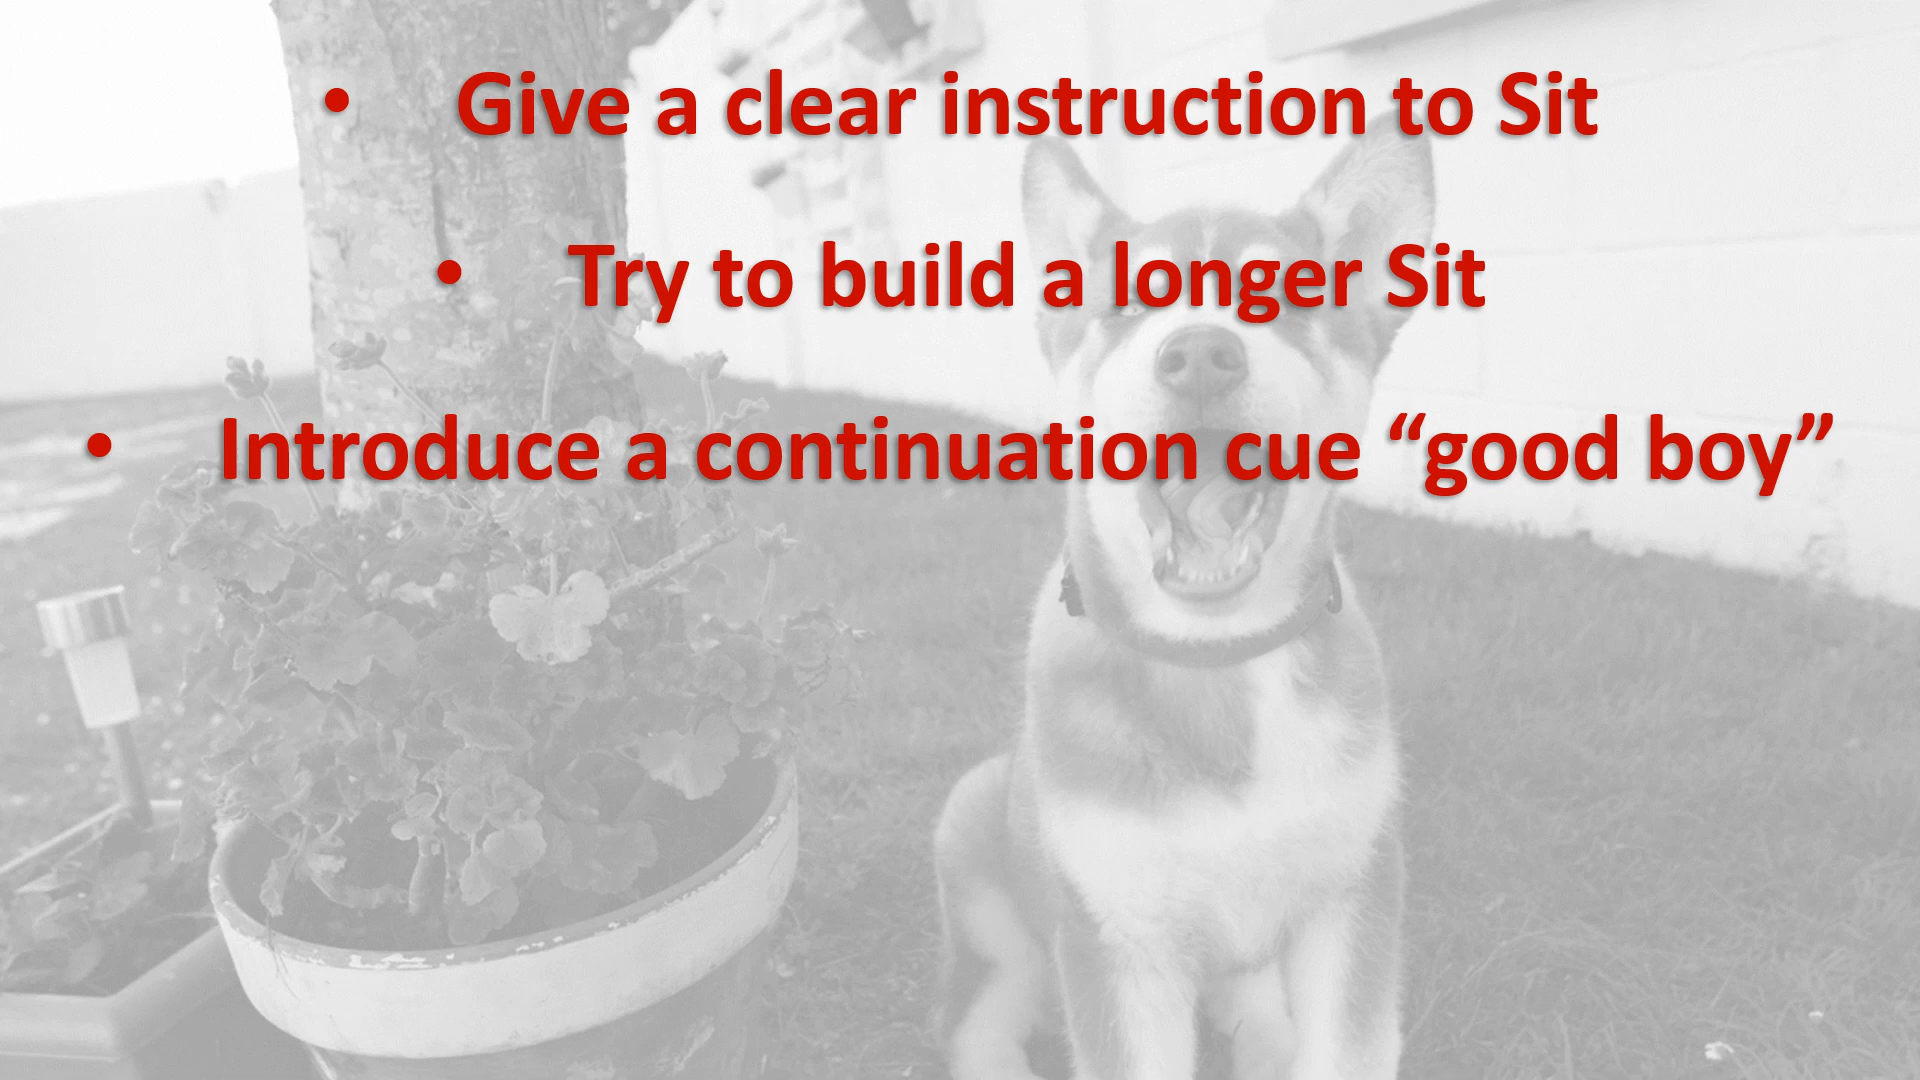 • Give a clear instruction to Sit
• Try to build a longer Sit
• Introduce a continuation cue “good boy”